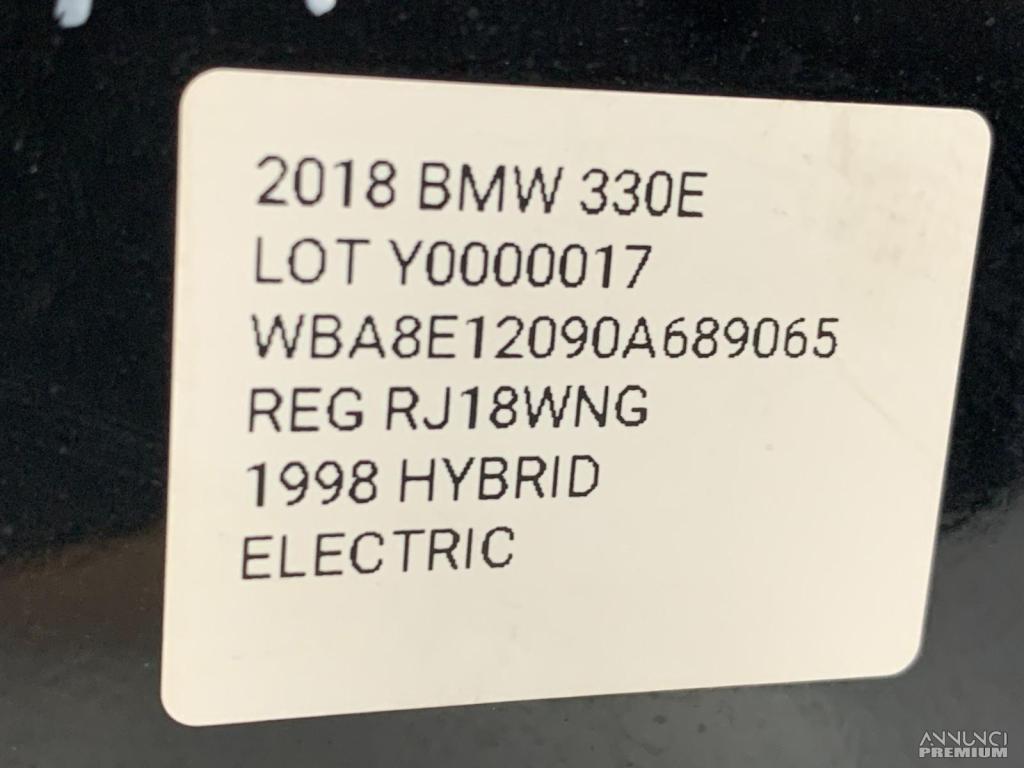 2018 BMW 330E
LOT Y0000017
WBA8E12090A689065
REG RJ18WNG
1998 HYBRID
ELECTRIC
ANNUNCI
PREMIUM